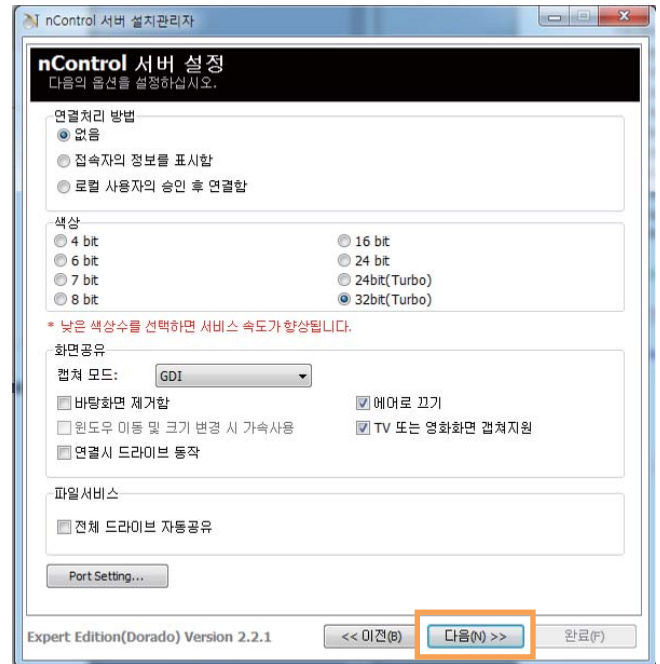 nControl 서버 설치관리자
nControl 서버 설정
다음의 옵션을 설정하십시오.
연결처리 방법
없음
접속자의 정보를 표시함
로컬 사용자의 승인 후 연결함
색상
4 bit
16 bit
6 bit
24 bit
7 bit
24bit(Turbo)
8 bit
32bit(Turbo)
* 낮은 색상수를 선택하면 서비스 속도가 향상됩니다.
화면공유
캡쳐 모드: GDI
바탕화면 제거함
에어로 끄기
윈도우 이동 및 크기 변경 시 가속사용
TV 또는 영화화면 캡쳐지원
연결시 드라이브 동작
파일서비스
전체 드라이브 자동공유
Port Setting...
Expert Edition(Dorado) Version 2.2.1
<< 이전(B)
다음(N) >>
완료(F)